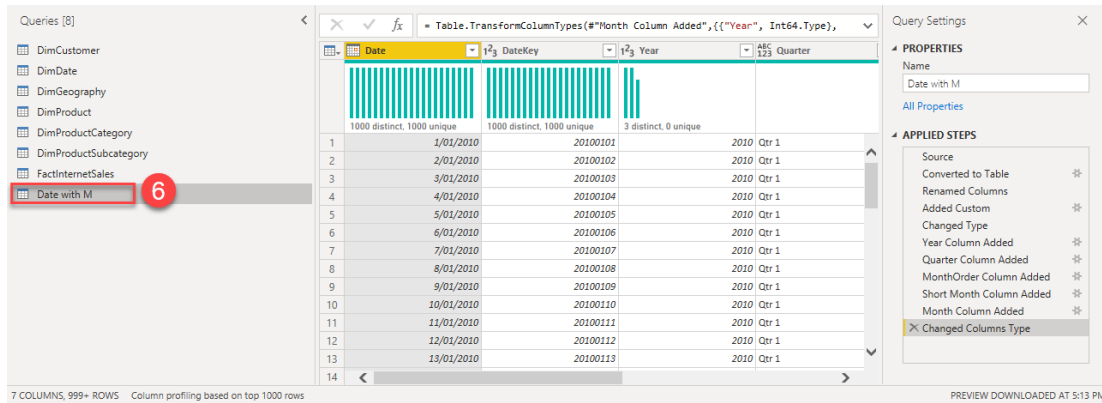 Queries [8]
DimCustomer
DimDate
DimGeography
DimProduct
DimProductCategory
DimProductSubcategory
FactInternetSales
Date with M
6
fx = Table.TransformColumnTypes(#"Month Column Added",{{"Year", Int64.Type},
Date 123 DateKey 123 Year ABC 123 Quarter
1000 distinct, 1000 unique 1000 distinct, 1000 unique 3 distinct, 0 unique
1 1/01/2010 20100101 2010 Qtr 1
2 2/01/2010 20100102 2010 Qtr 1
3 3/01/2010 20100103 2010 Qtr 1
4 4/01/2010 20100104 2010 Qtr 1
5 5/01/2010 20100105 2010 Qtr 1
6 6/01/2010 20100106 2010 Qtr 1
7 7/01/2010 20100107 2010 Qtr 1
8 8/01/2010 20100108 2010 Qtr 1
9 9/01/2010 20100109 2010 Qtr 1
10 10/01/2010 20100110 2010 Qtr 1
11 11/01/2010 20100111 2010 Qtr 1
12 12/01/2010 20100112 2010 Qtr 1
13 13/01/2010 20100113 2010 Qtr 1
14
Query Settings
PROPERTIES
Name
Date with M
All Properties
APPLIED STEPS
Source
Converted to Table
Renamed Columns
Added Custom
Changed Type
Year Column Added
Quarter Column Added
MonthOrder Column Added
Short Month Column Added
Month Column Added
Changed Columns Type
7 COLUMNS, 999+ ROWS Column profiling based on top 1000 rows
PREVIEW DOWNLOADED AT 5:13 PM